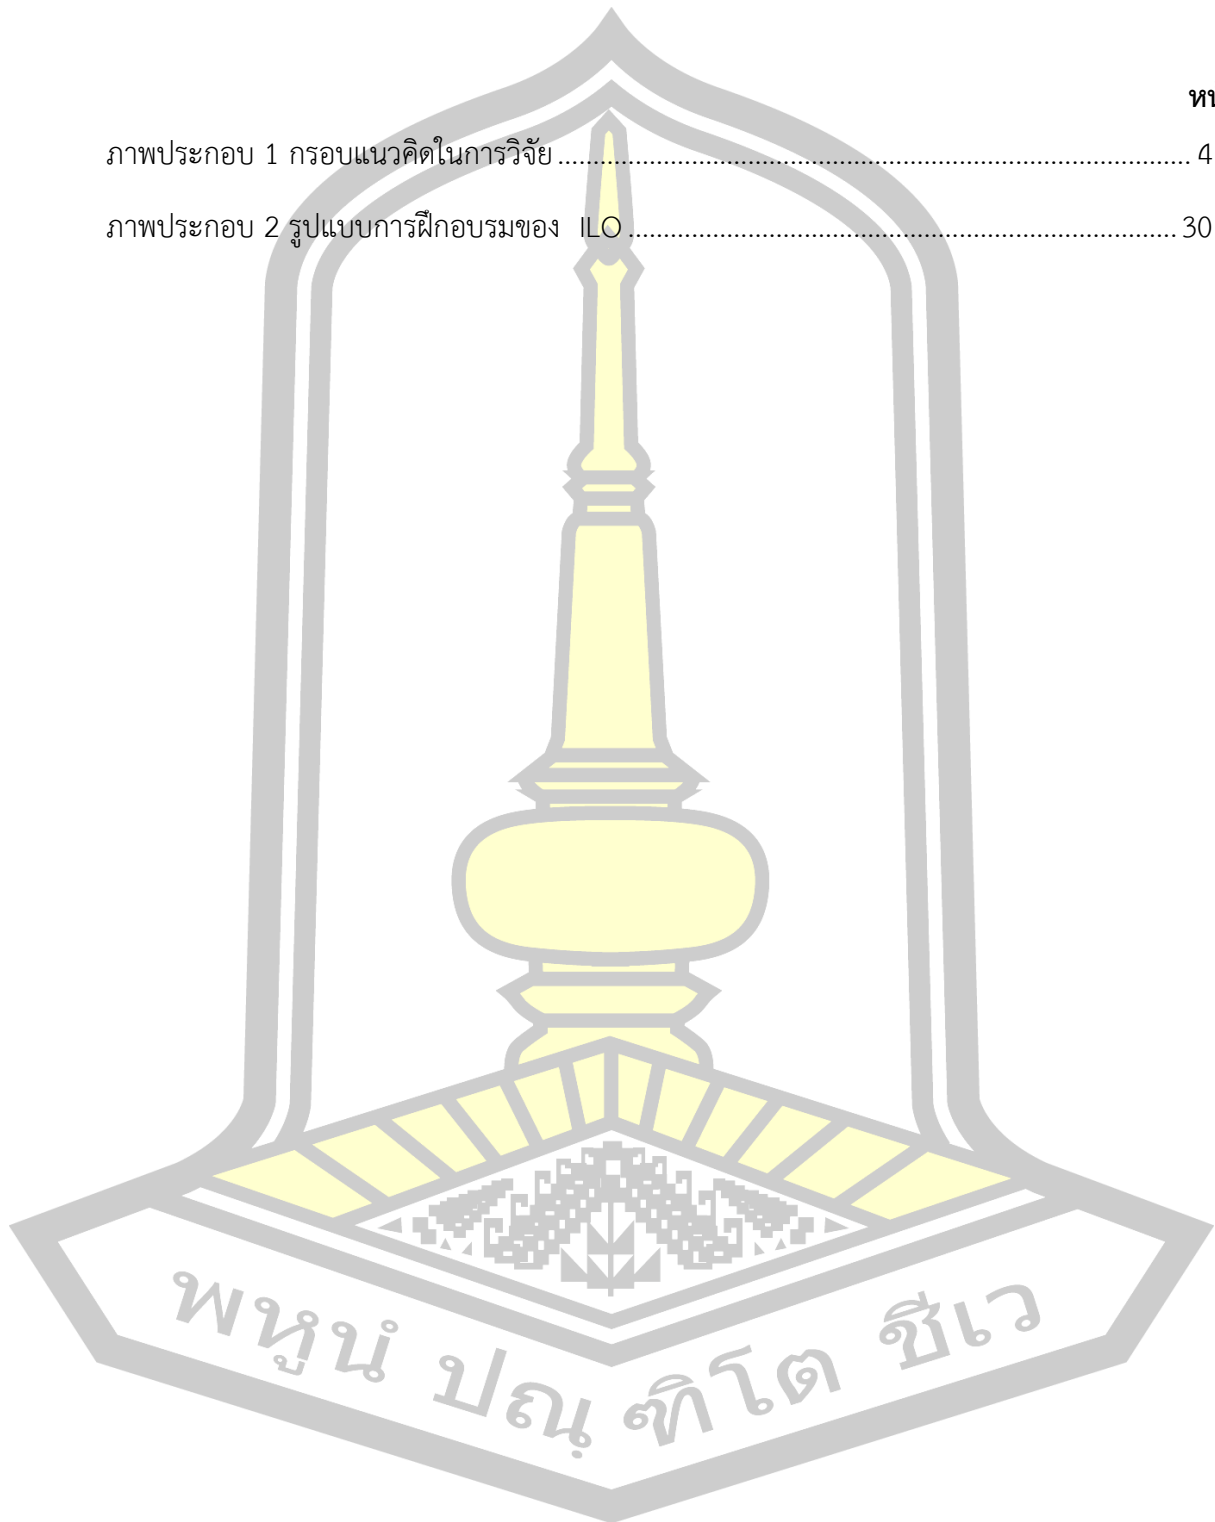 ภาพประกอบ 1 กรอบแนวคิดในการวิจัย ... 4
ภาพประกอบ 2 รูปแบบการฝึกอบรมของ ILO ... 30
พหูนํ ปณฺฑิโต ชีเว